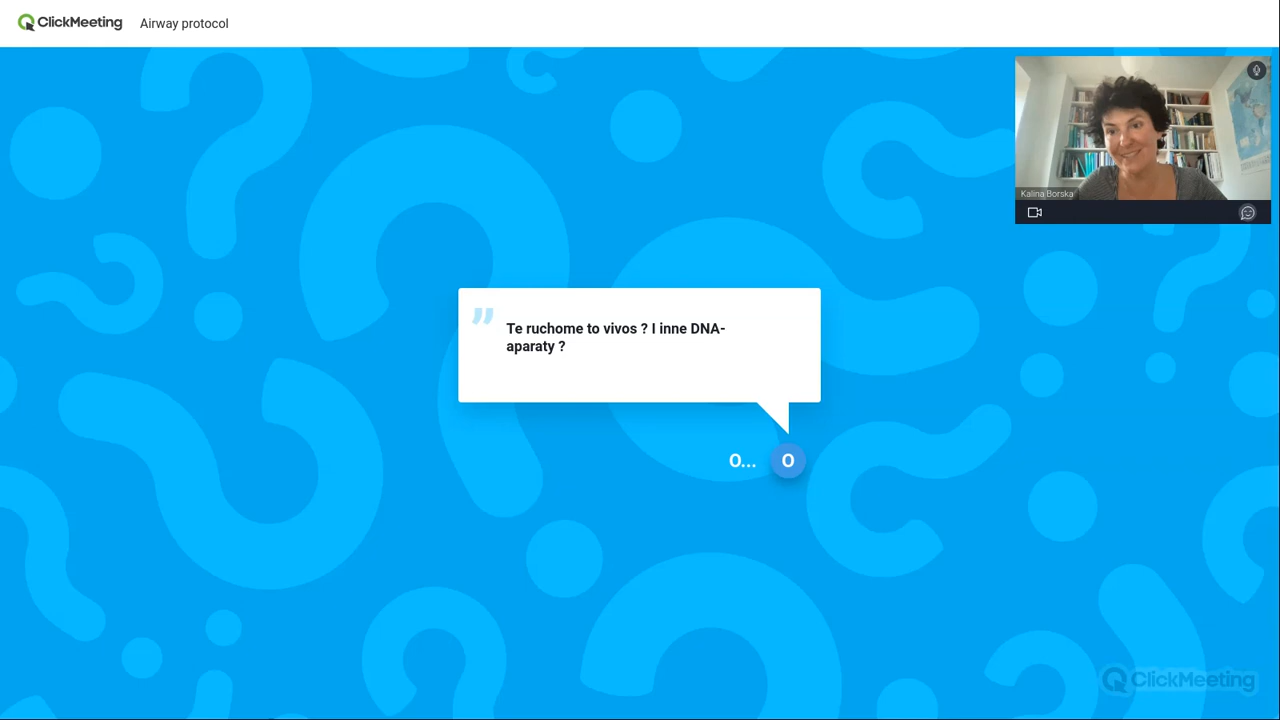 ClickMeeting Airway protocol
Kalina Borska
”
Te ruchome to vivos ? I inne DNA-
aparaty ?
O... O
ClickMeeting